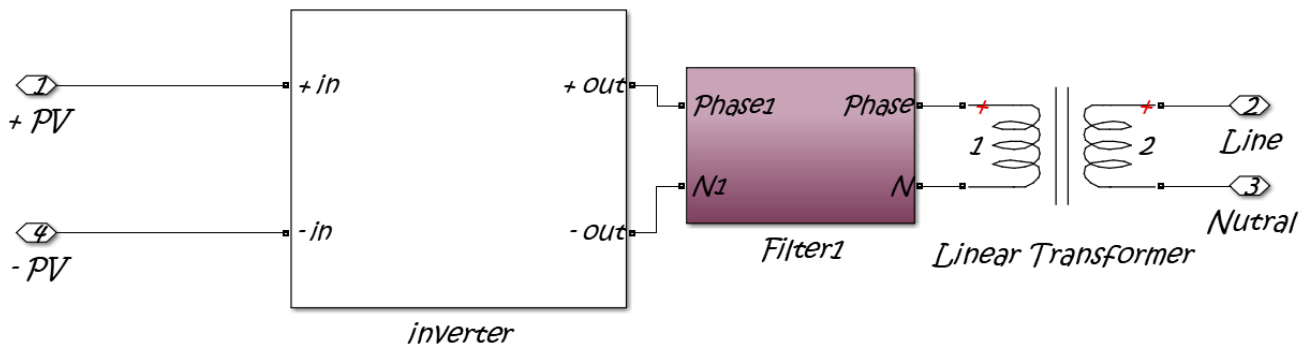 1
+ PV
4
- PV
+ in
- in
+ out
- out
inverter
Phase1
N1
Phase
N
Filter1
+
1
+
2
Linear Transformer
2
Line
3
Nutral